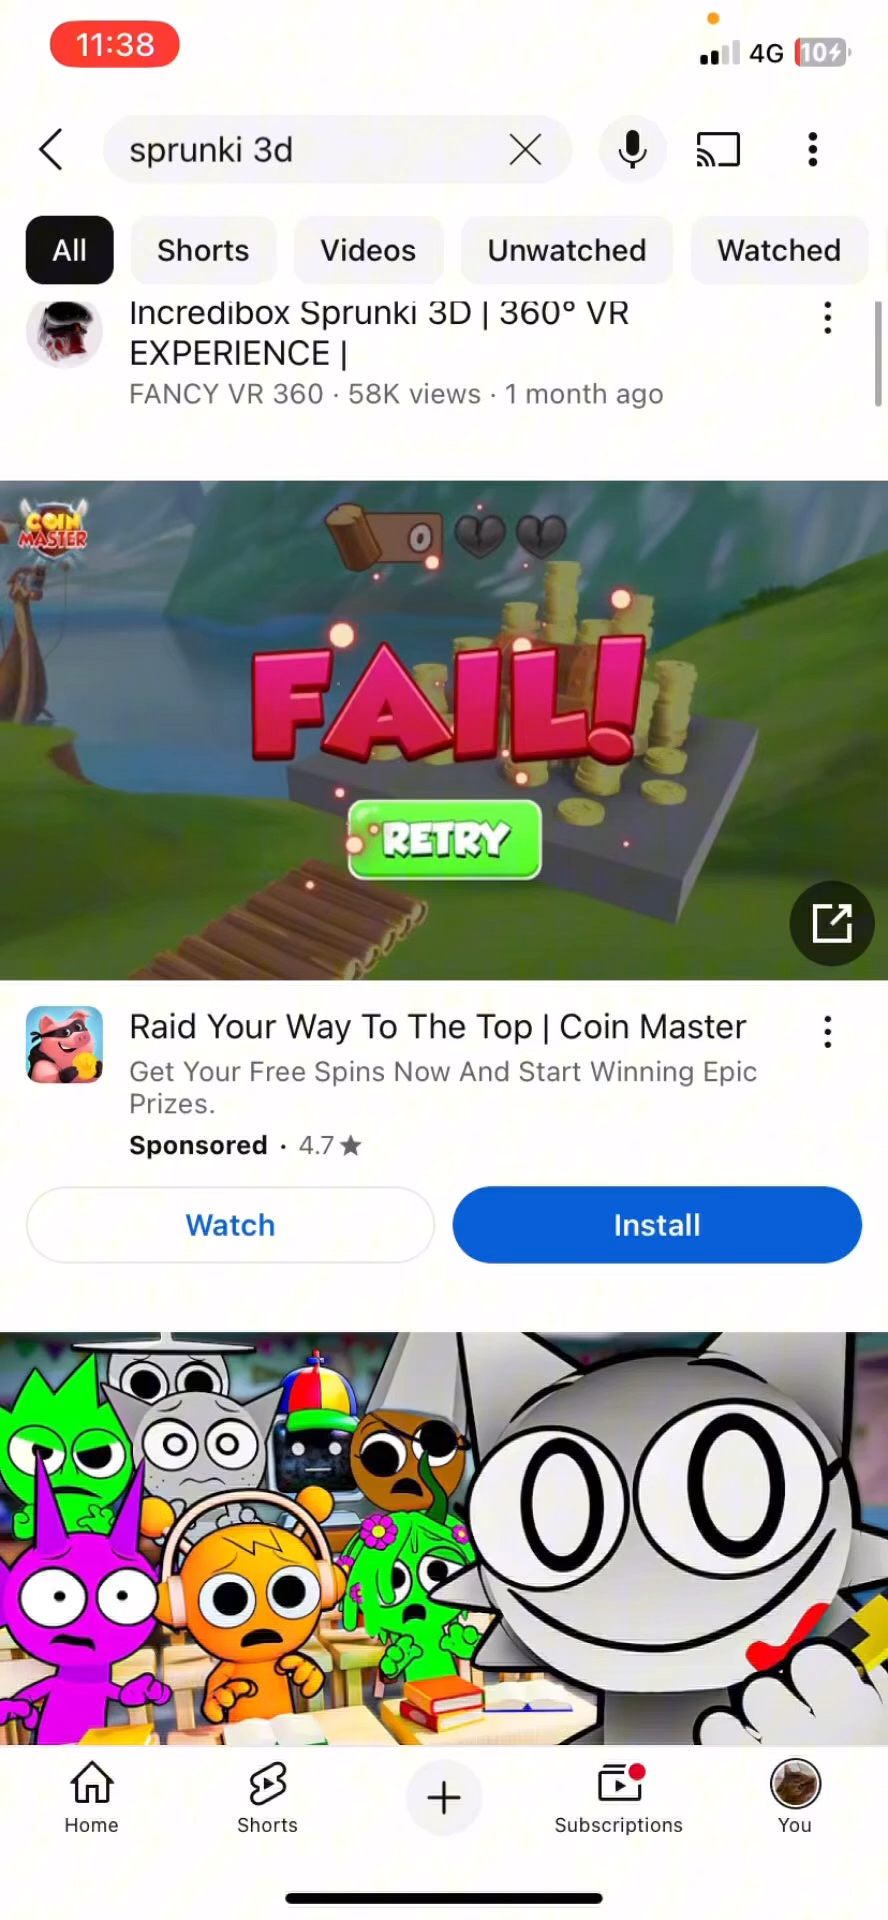 11:38
4G
10
sprunki 3d
All
Shorts
Videos
Unwatched
Watched
Incredibox Sprunki 3D | 360° VR
EXPERIENCE |
FANCY VR 360 · 58K views · 1 month ago
COIN
MASTER
0
FAIL!
RETRY
Raid Your Way To The Top | Coin Master
Get Your Free Spins Now And Start Winning Epic
Prizes.
Sponsored · 4.7★
Watch
Install
Home
Shorts
Subscriptions
You